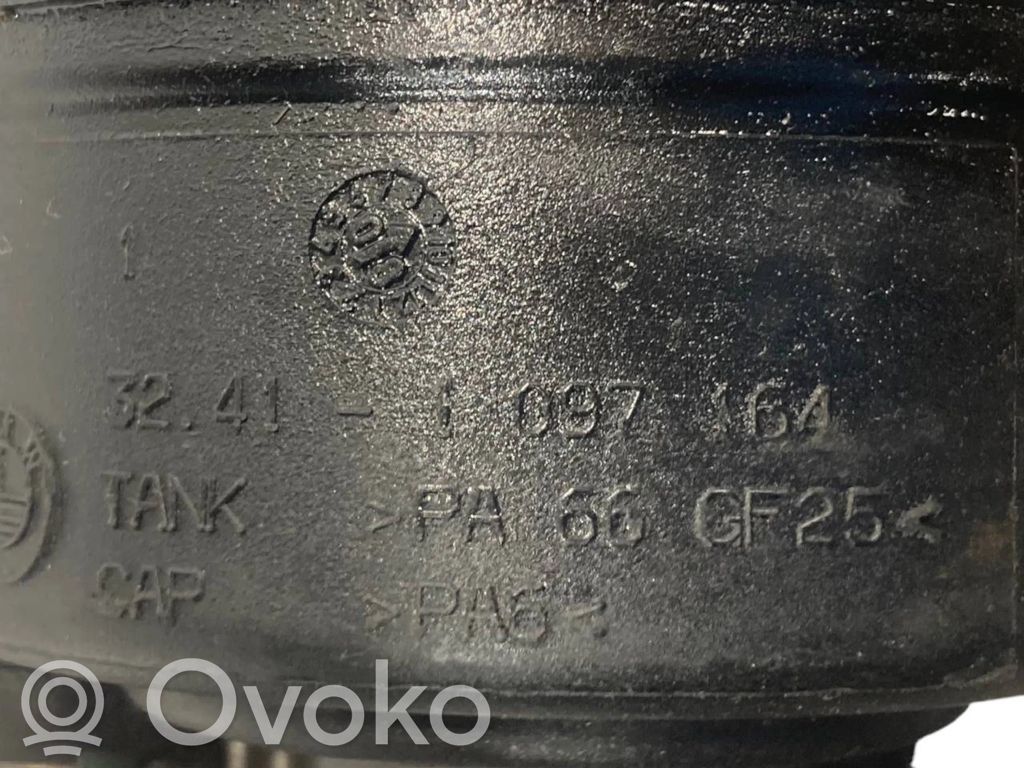 1
32.41 - 1 097 164
TANK >PA 66 GF25<
CAP >PA6<
Ovoko